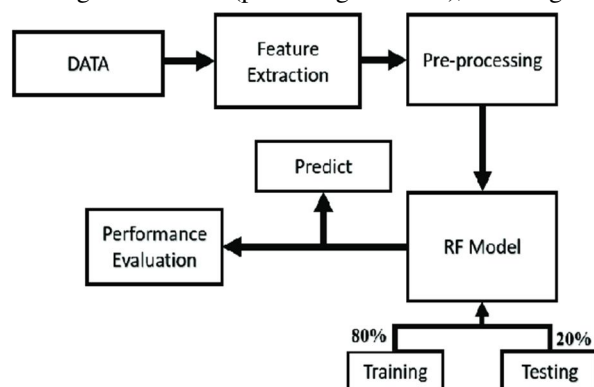 DATA
Feature
Extraction
Pre-processing
Predict
Performance
Evaluation
RF Model
80%
20%
Training
Testing